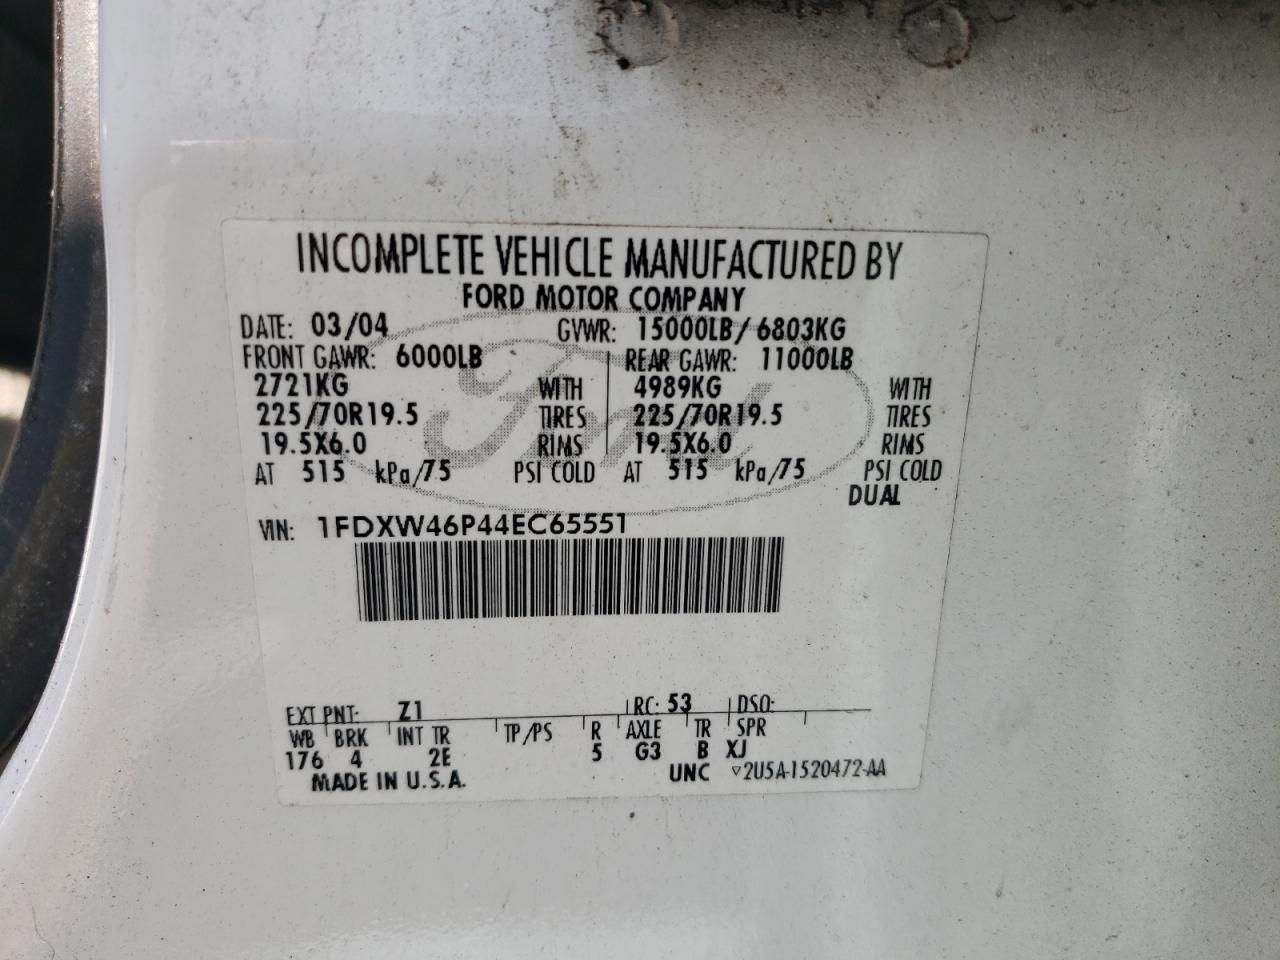 INCOMPLETE VEHICLE MANUFACTURED BY
FORD MOTOR COMPANY
DATE: 03/04 GVWR: 15000LB/ 6803KG
FRONT GAWR: 6000LB REAR GAWR: 11000LB
2721KG WITH 4989KG WITH
225/70R19.5 TIRES 225/70R19.5 TIRES
19.5X6.0 RIMS 19.5X6.0 RIMS
AT 515 kPa/75 PSI COLD AT 515 kPa/75 PSI COLD
DUAL
Ford
VIN: 1FDXW46P44EC65551
EXT PNT: Z1 RC: 53 DSO:
WB BRK INT TR TP/PS R AXLE TR SPR
176 4 2E 5 G3 B XJ
MADE IN U.S.A. UNC ▽2U5A-1520472-AA